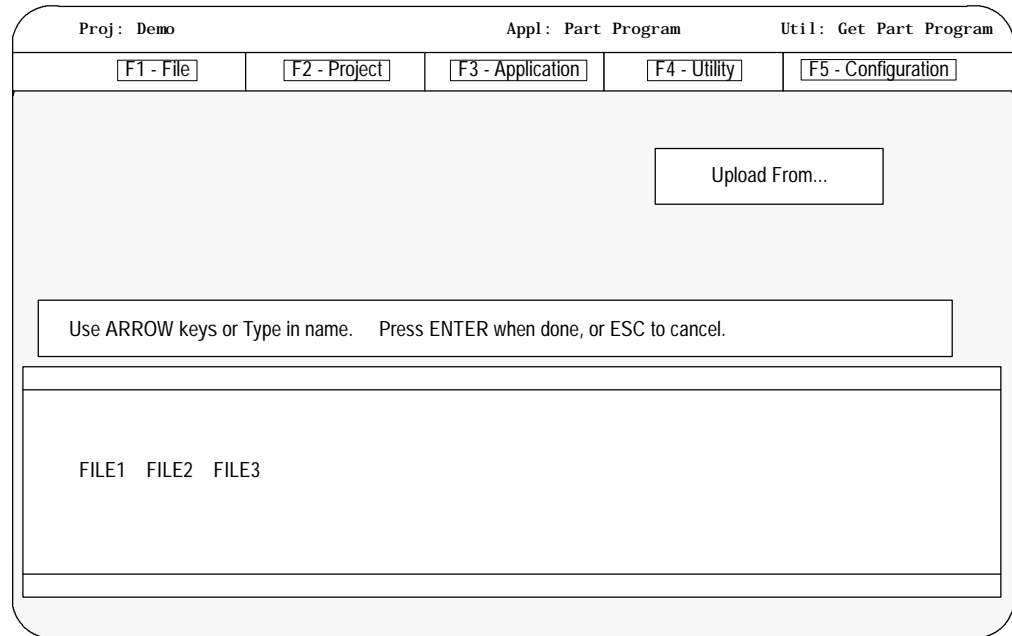 Proj: Demo Appl: Part Program Util: Get Part Program
F1 - File F2 - Project F3 - Application F4 - Utility F5 - Configuration
Upload From...
Use ARROW keys or Type in name. Press ENTER when done, or ESC to cancel.
FILE1 FILE2 FILE3